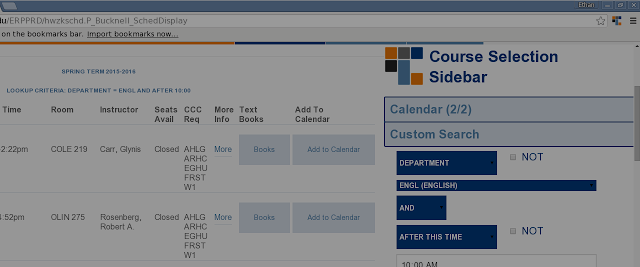 Ethan
du/ERPPRD/hwzkschd.P_Bucknell_SchedDisplay
on the bookmarks bar. Import bookmarks now...
SPRING TERM 2015-2016
LOOKUP CRITERIA: DEPARTMENT = ENGL AND AFTER 10:00
Time Room Instructor Seats Avail CCC Req More Info Text Books Add To Calendar
2:22pm COLE 219 Carr, Glynis Closed AHLG ARHC EGHU FRST W1 More Books Add to Calendar
4:52pm OLIN 275 Rosenberg, Robert A. Closed AHLG ARHC EGHU FRST W1 More Books Add to Calendar
Course Selection
Sidebar
Calendar (2/2)
Custom Search
DEPARTMENT NOT
ENGL (ENGLISH)
AND
AFTER THIS TIME NOT
10:00 AM